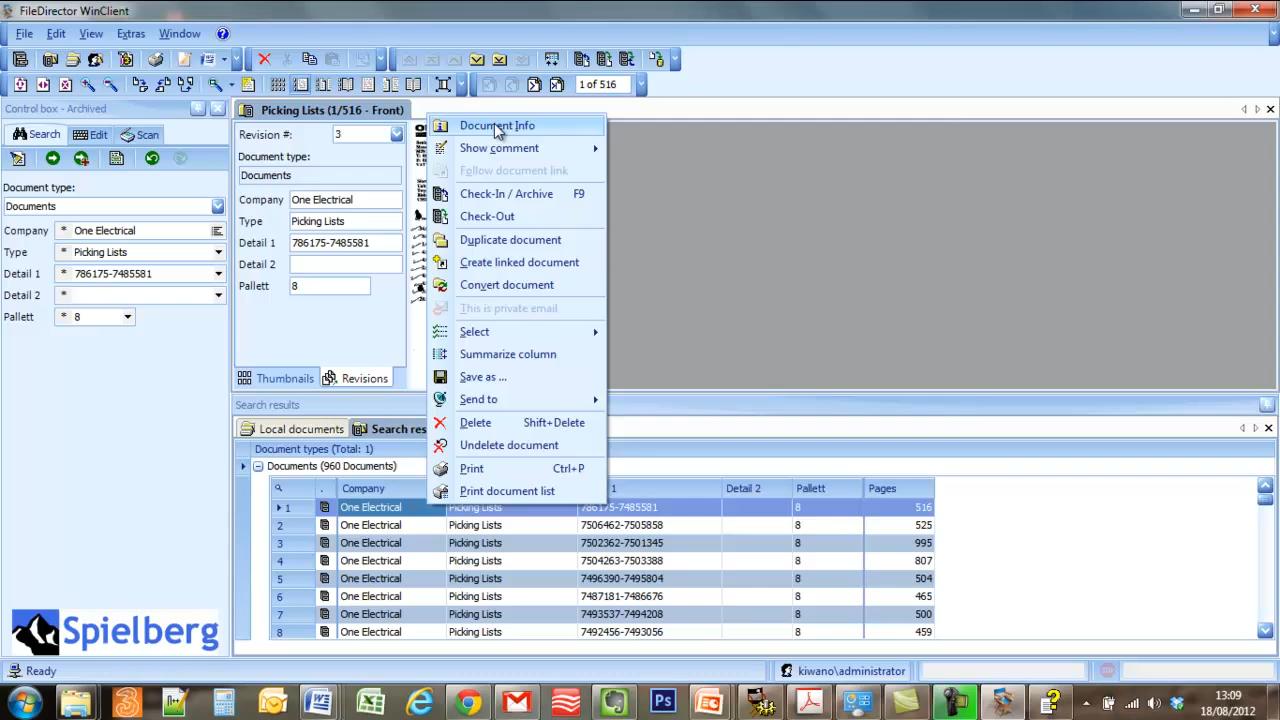 FileDirector WinClient
File Edit View Extras Window
1 of 516
Control box - Archived
Search Edit Scan
Document type:
Documents
Company * One Electrical
Type * Picking Lists
Detail 1 * 786175-7485581
Detail 2 *
Pallett * 8
Picking Lists (1/516 - Front)
Revision #: 3
Document type:
Documents
Company One Electrical
Type Picking Lists
Detail 1 786175-7485581
Detail 2
Pallett 8
Thumbnails Revisions
Document Info
Show comment
Follow document link
Check-In / Archive F9
Check-Out
Duplicate document
Create linked document
Convert document
This is private email
Select
Summarize column
Save as ...
Send to
Delete Shift+Delete
Undelete document
Print Ctrl+P
Print document list
Search results
Local documents Search res
Document types (Total: 1)
Documents (960 Documents)
Company 1 Detail 2 Pallett Pages
1 One Electrical Picking Lists 786175-7485581 8 516
2 One Electrical Picking Lists 7506462-7505858 8 525
3 One Electrical Picking Lists 7502362-7501345 8 995
4 One Electrical Picking Lists 7504263-7503388 8 807
5 One Electrical Picking Lists 7496390-7495804 8 504
6 One Electrical Picking Lists 7487181-7486676 8 465
7 One Electrical Picking Lists 7493537-7494208 8 500
8 One Electrical Picking Lists 7492456-7493056 8 459
Spielberg
Ready
kiwano\administrator
13:09
18/08/2012